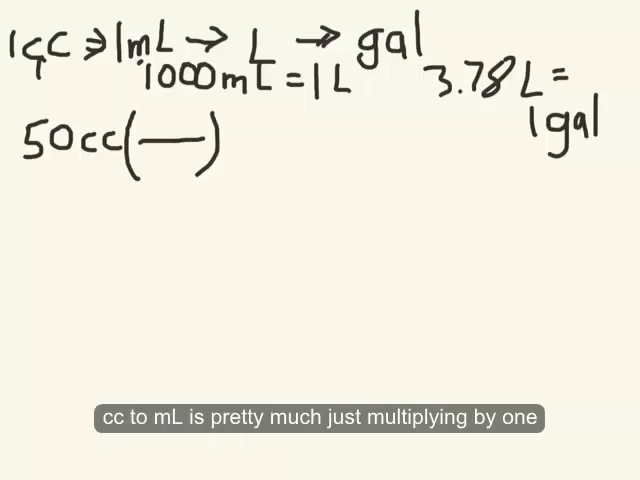 1cc → 1mL → L → gal
1000mL = 1L 3.78L =
1gal
50cc(—)
cc to mL is pretty much just multiplying by one